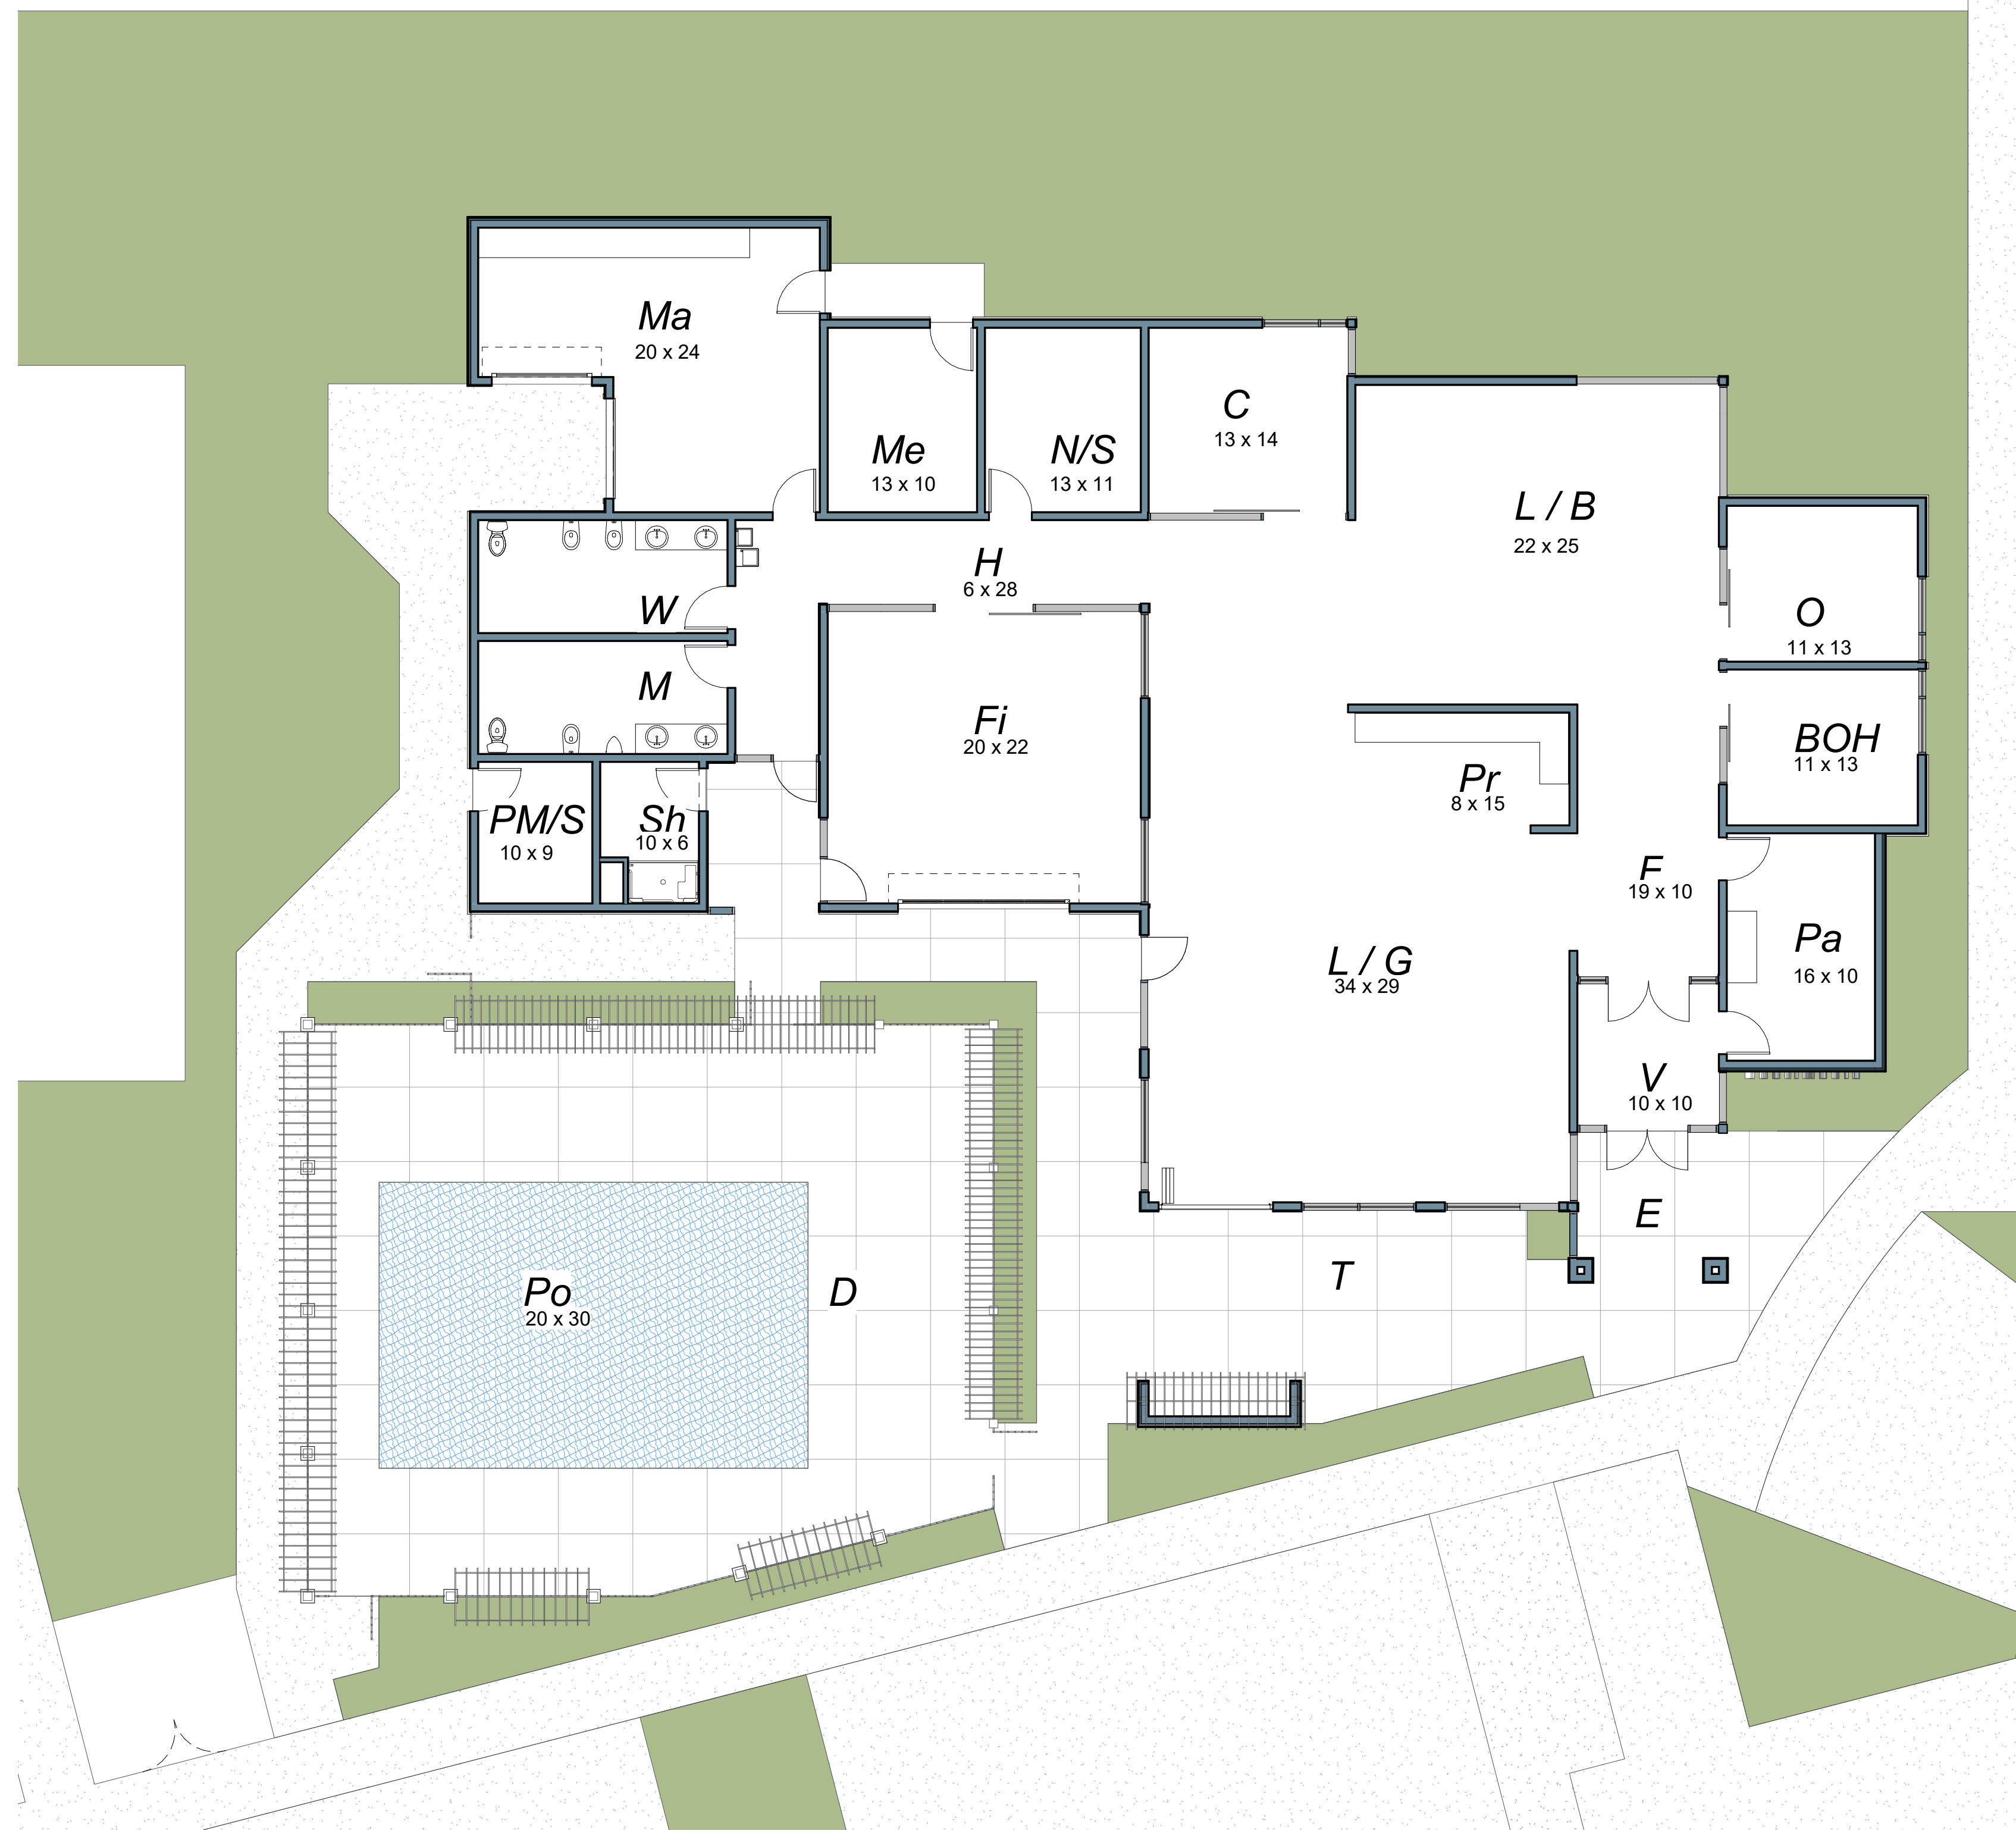 Ma
20 x 24
C
13 x 14
Me
13 x 10
N/S
13 x 11
L / B
22 x 25
H
6 x 28
W
O
11 x 13
M
Fi
20 x 22
BOH
11 x 13
Pr
8 x 15
PM/S
10 x 9
Sh
10 x 6
F
19 x 10
L / G
34 x 29
Pa
16 x 10
V
10 x 10
E
T
Po
20 x 30
D